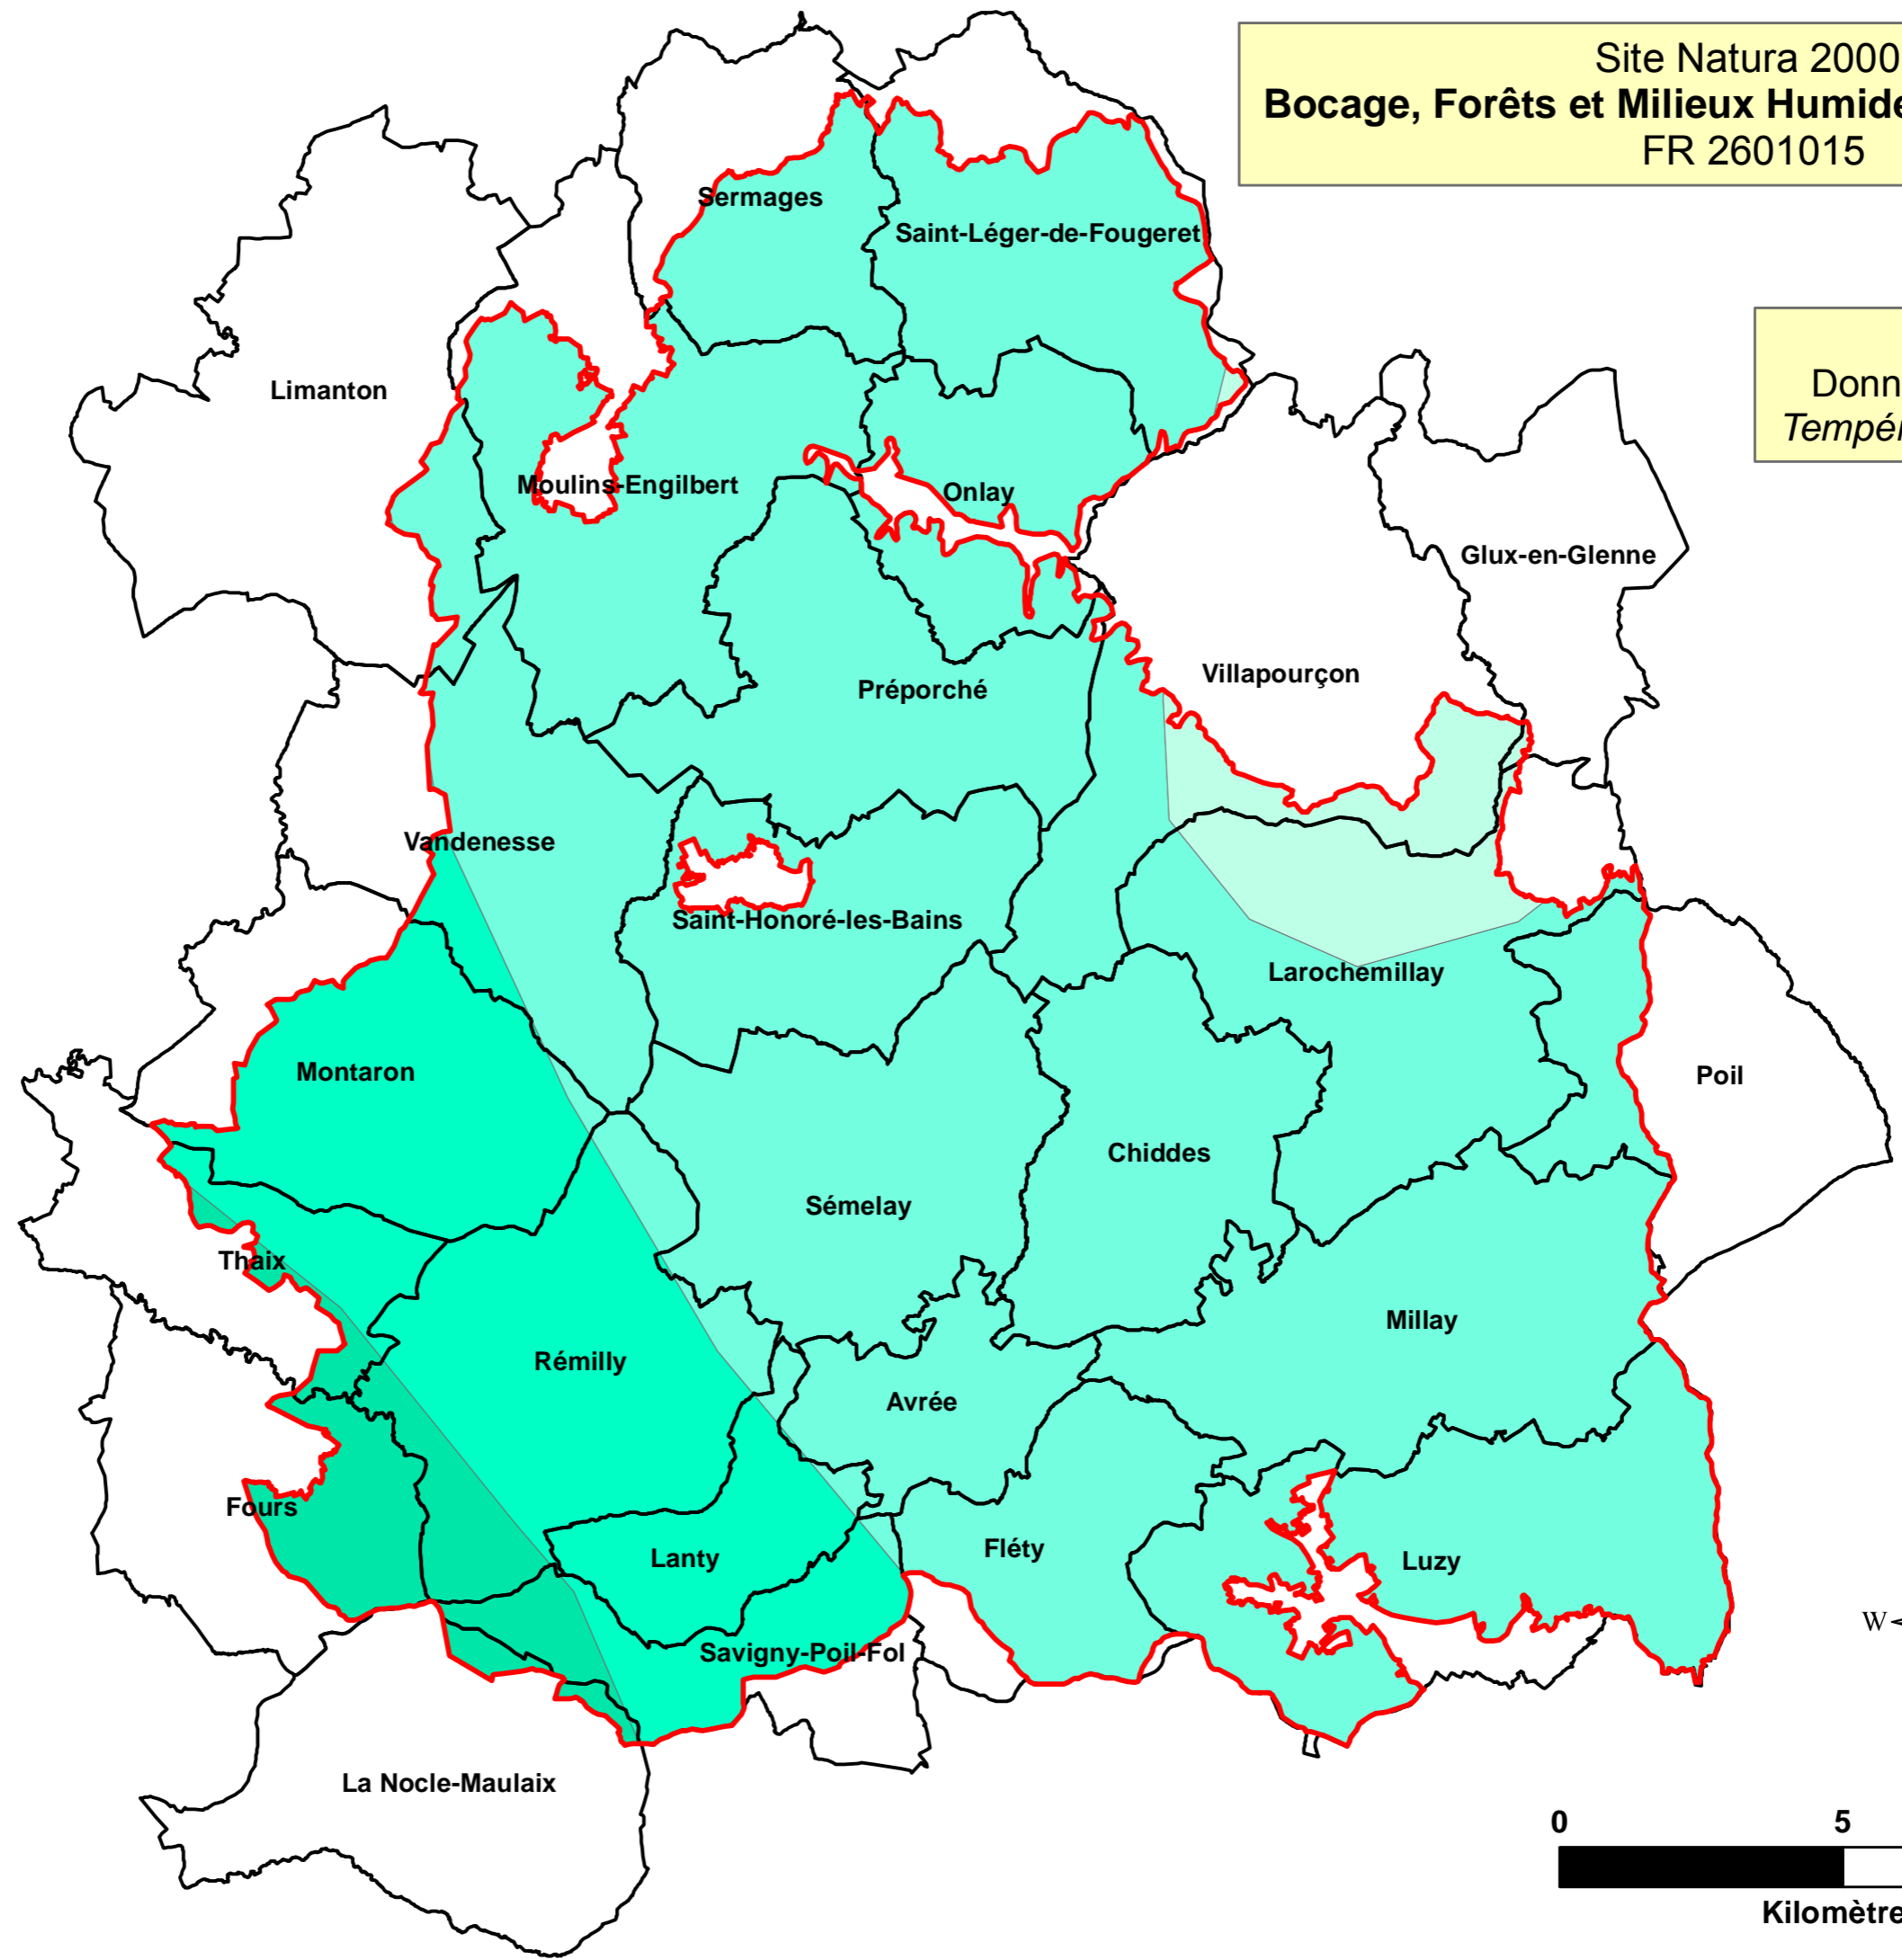 Site Natura 2000
Bocage, Forêts et Milieux Humide
FR 2601015
Sermages
Saint-Léger-de-Fougeret
Donn
Tempér
Limanton
Moulins-Engilbert
Onlay
Glux-en-Glenne
Villapourçon
Préporché
Vandenesse
Saint-Honoré-les-Bains
Larochemillay
Montaron
Poil
Chiddes
Sémelay
Thaix
Millay
Rémilly
Avrée
Fours
Fléty
Lanty
Luzy
W
Savigny-Poil-Fol
La Nocle-Maulaix
0 5
Kilomètre